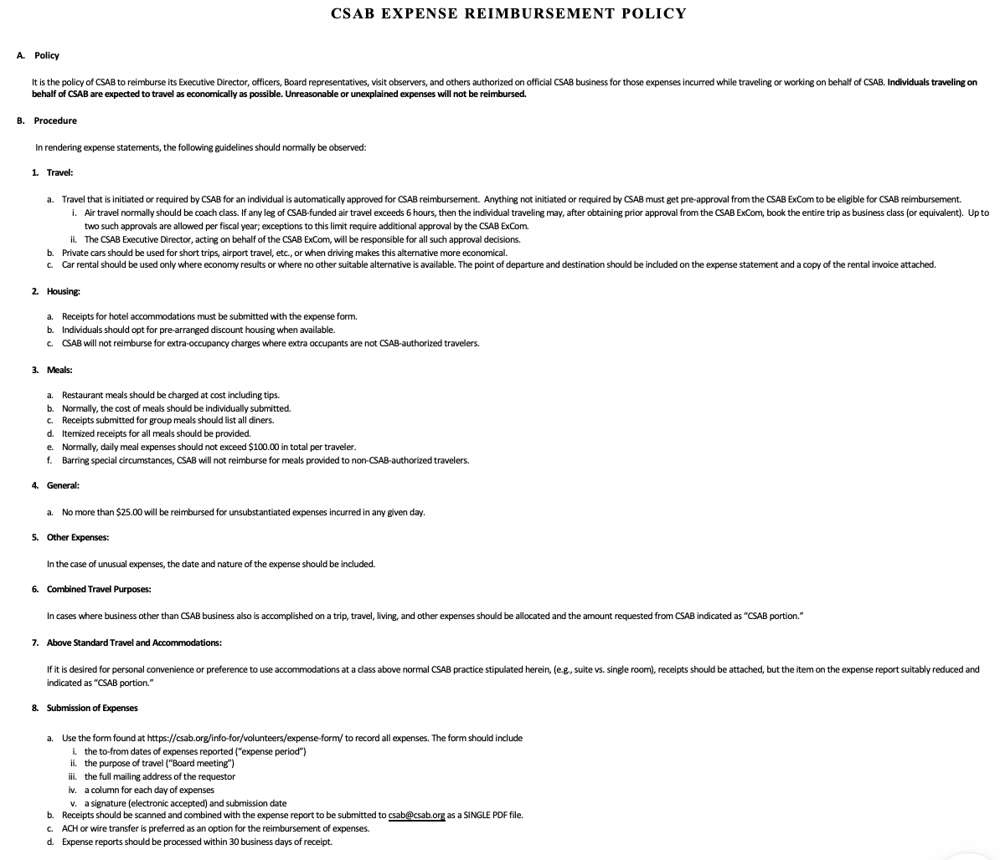 CSAB EXPENSE REIMBURSEMENT POLICY
A. Policy
It is the policy of CSAB to reimburse its Executive Director, officers, Board representatives, visit observers, and others authorized on official CSAB business for those expenses incurred while traveling or working on behalf of CSAB. Individuals traveling on
behalf of CSAB are expected to travel as economically as possible. Unreasonable or unexplained expenses will not be reimbursed.
B. Procedure
In rendering expense statements, the following guidelines should normally be observed:
1. Travel:
a. Travel that is initiated or required by CSAB for an individual is automatically approved for CSAB reimbursement. Anything not initiated or required by CSAB must get pre-approval from the CSAB ExCom to be eligible for CSAB reimbursement.
i. Air travel normally should be coach class. If any leg of CSAB-funded air travel exceeds 6 hours, then the individual traveling may, after obtaining prior approval from the CSAB ExCom, book the entire trip as business class (or equivalent). Up to
two such approvals are allowed per fiscal year; exceptions to this limit require additional approval by the CSAB ExCom.
ii. The CSAB Executive Director, acting on behalf of the CSAB ExCom, will be responsible for all such approval decisions.
b. Private cars should be used for short trips, airport travel, etc., or when driving makes this alternative more economical.
c. Car rental should be used only where economy results or where no other suitable alternative is available. The point of departure and destination should be included on the expense statement and a copy of the rental invoice attached.
2. Housing:
a. Receipts for hotel accommodations must be submitted with the expense form.
b. Individuals should opt for pre-arranged discount housing when available.
c. CSAB will not reimburse for extra-occupancy charges where extra occupants are not CSAB-authorized travelers.
3. Meals:
a. Restaurant meals should be charged at cost including tips.
b. Normally, the cost of meals should be individually submitted.
c. Receipts submitted for group meals should list all diners.
d. Itemized receipts for all meals should be provided.
e. Normally, daily meal expenses should not exceed $100.00 in total per traveler.
f. Barring special circumstances, CSAB will not reimburse for meals provided to non-CSAB-authorized travelers.
4. General:
a. No more than $25.00 will be reimbursed for unsubstantiated expenses incurred in any given day.
5. Other Expenses:
In the case of unusual expenses, the date and nature of the expense should be included.
6. Combined Travel Purposes:
In cases where business other than CSAB business also is accomplished on a trip, travel, living, and other expenses should be allocated and the amount requested from CSAB indicated as “CSAB portion.”
7. Above Standard Travel and Accommodations:
If it is desired for personal convenience or preference to use accommodations at a class above normal CSAB practice stipulated herein, (e.g., suite vs. single room), receipts should be attached, but the item on the expense report suitably reduced and
indicated as “CSAB portion.”
8. Submission of Expenses
a. Use the form found at https://csab.org/info-for/volunteers/expense-form/ to record all expenses. The form should include
i. the to-from dates of expenses reported (“expense period”)
ii. the purpose of travel (“Board meeting”)
iii. the full mailing address of the requestor
iv. a column for each day of expenses
v. a signature (electronic accepted) and submission date
b. Receipts should be scanned and combined with the expense report to be submitted to csab@csab.org as a SINGLE PDF file.
c. ACH or wire transfer is preferred as an option for the reimbursement of expenses.
d. Expense reports should be processed within 30 business days of receipt.